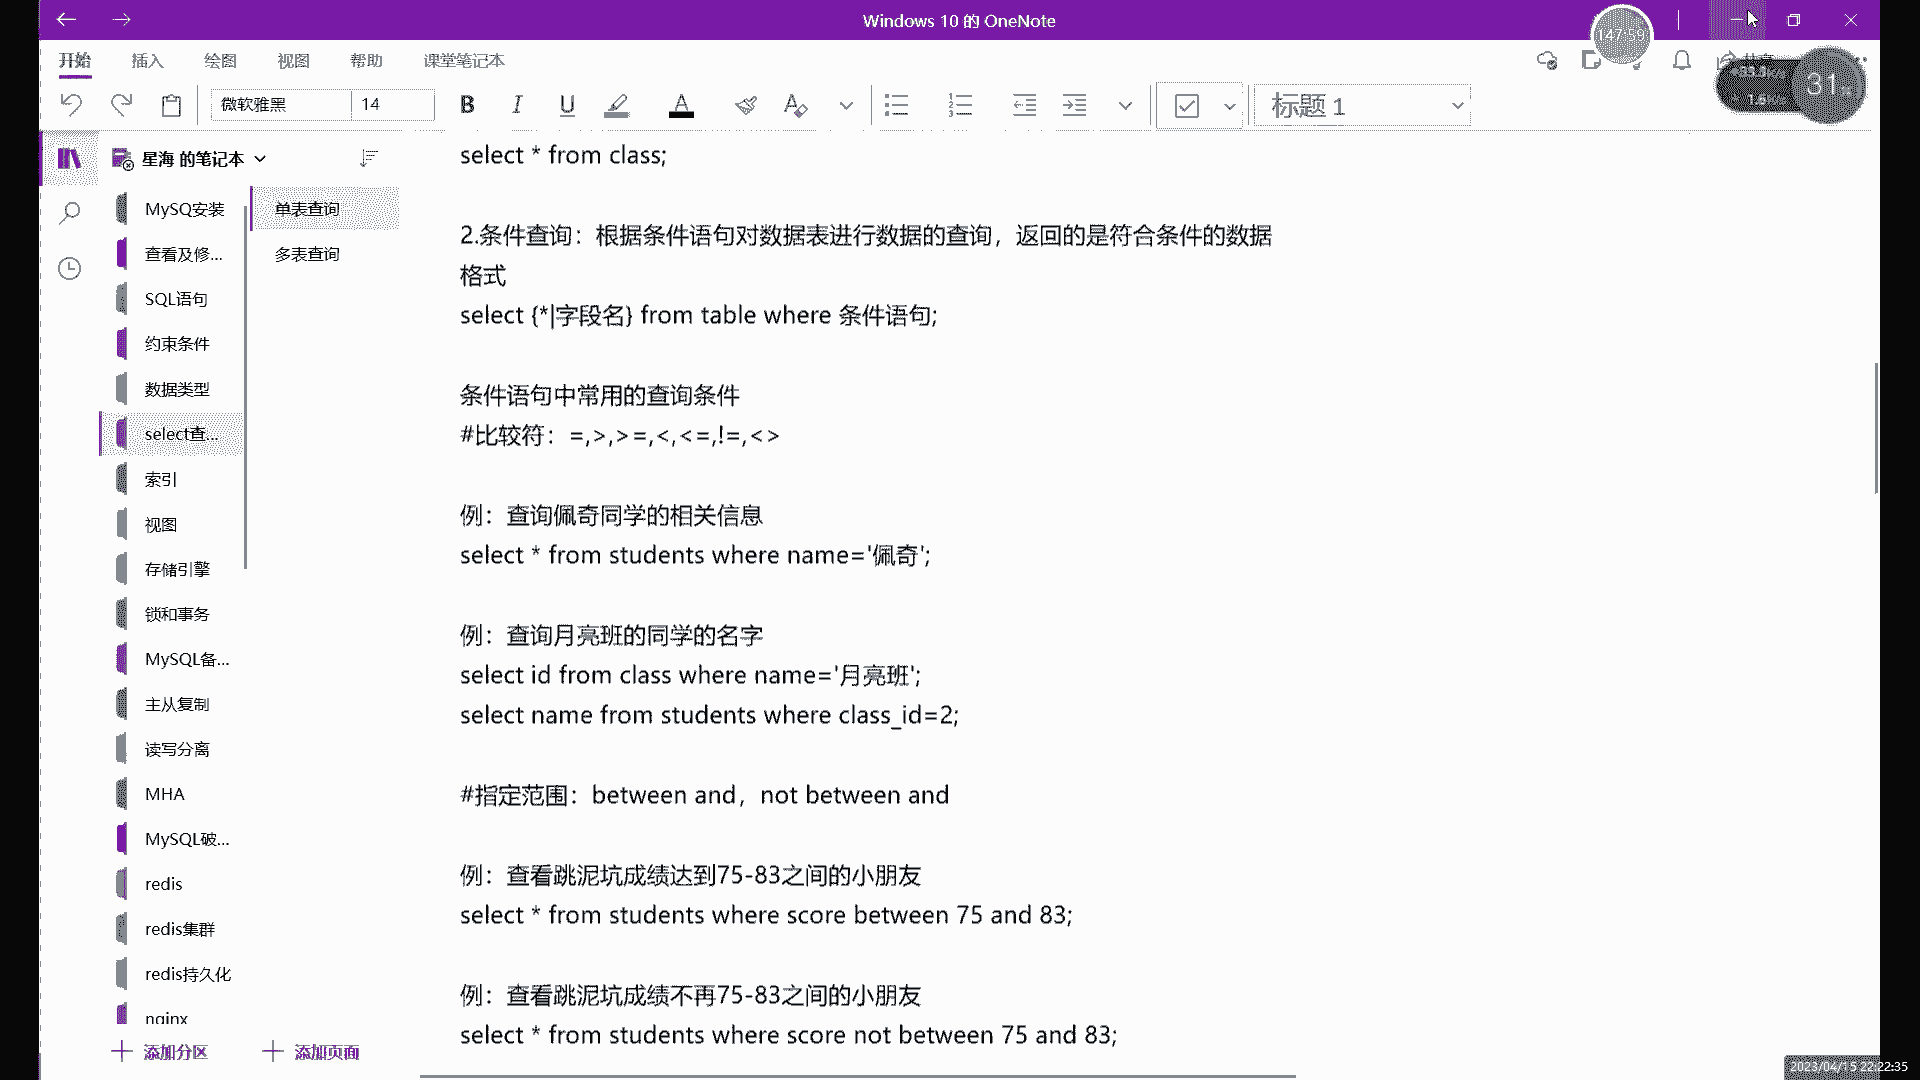 Windows 10 的 OneNote
147:59
开始 插入 绘图 视图 帮助 课堂笔记本
共享
31
微软雅黑 14 B I U A 标题 1
星海 的笔记本
MySQ安装
查看及修...
SQL语句
约束条件
数据类型
select查...
索引
视图
存储引擎
锁和事务
MySQL备...
主从复制
读写分离
MHA
MySQL破...
redis
redis集群
redis持久化
nginx
添加分区
单表查询
多表查询
添加页面
select * from class;
2.条件查询：根据条件语句对数据表进行数据的查询，返回的是符合条件的数据
格式
select {*|字段名} from table where 条件语句;
条件语句中常用的查询条件
#比较符：=,>,>=,<,<=,!=,<>
例：查询佩奇同学的相关信息
select * from students where name='佩奇';
例：查询月亮班的同学的名字
select id from class where name='月亮班';
select name from students where class_id=2;
#指定范围：between and，not between and
例：查看跳泥坑成绩达到75-83之间的小朋友
select * from students where score between 75 and 83;
例：查看跳泥坑成绩不再75-83之间的小朋友
select * from students where score not between 75 and 83;
2023/04/15 22:22:35